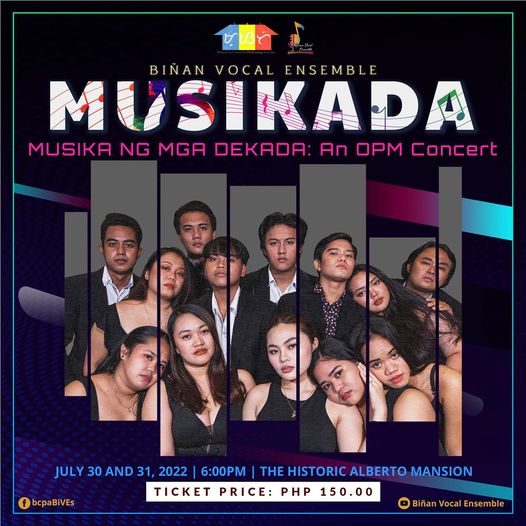 BIÑAN VOCAL ENSEMBLE
MUSIKADA
MUSIKA NG MGA DEKADA: An OPM Concert
JULY 30 AND 31, 2022 | 6:00PM | THE HISTORIC ALBERTO MANSION
TICKET PRICE: PHP 150.00
bcpaBiVEs
Biñan Vocal Ensemble